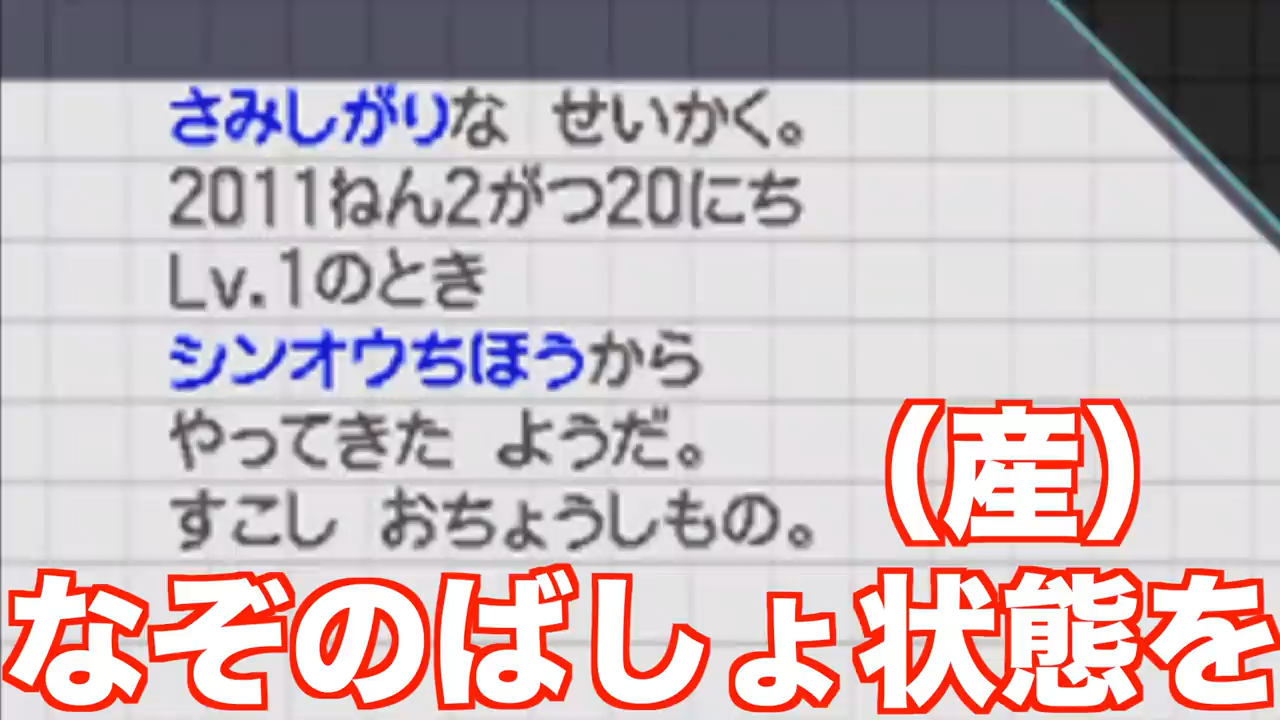 さみしがりな せいかく。
2011ねん2がつ20にち
Lv.1のとき
シンオウちほうから
やってきた ようだ。
すこし おちょうしもの。
(産)
なぞのばしょ状態を